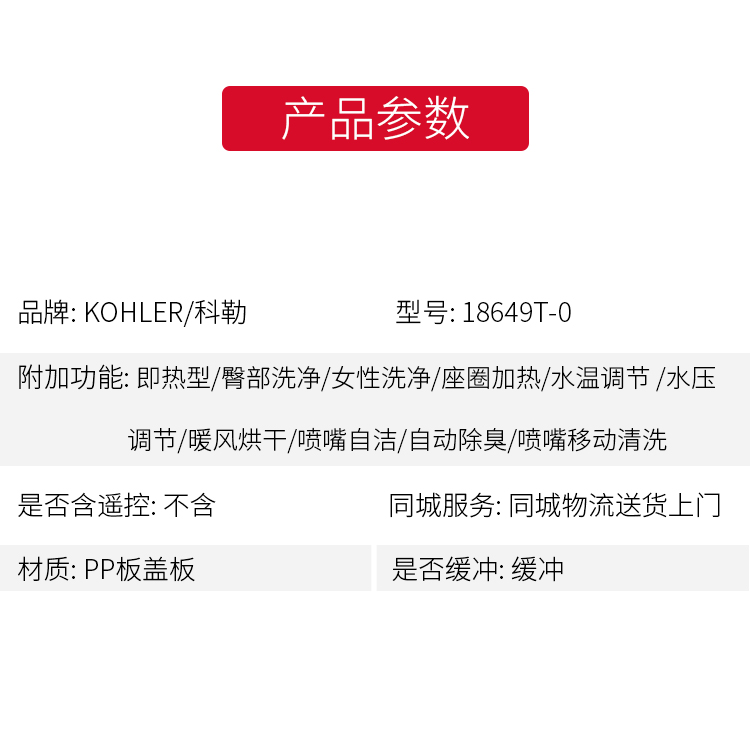 产品参数
品牌: KOHLER/科勒 型号: 18649T-0
附加功能: 即热型/臀部洗净/女性洗净/座圈加热/水温调节 /水压
调节/暖风烘干/喷嘴自洁/自动除臭/喷嘴移动清洗
是否含遥控: 不含 同城服务: 同城物流送货上门
材质: PP板盖板 是否缓冲: 缓冲